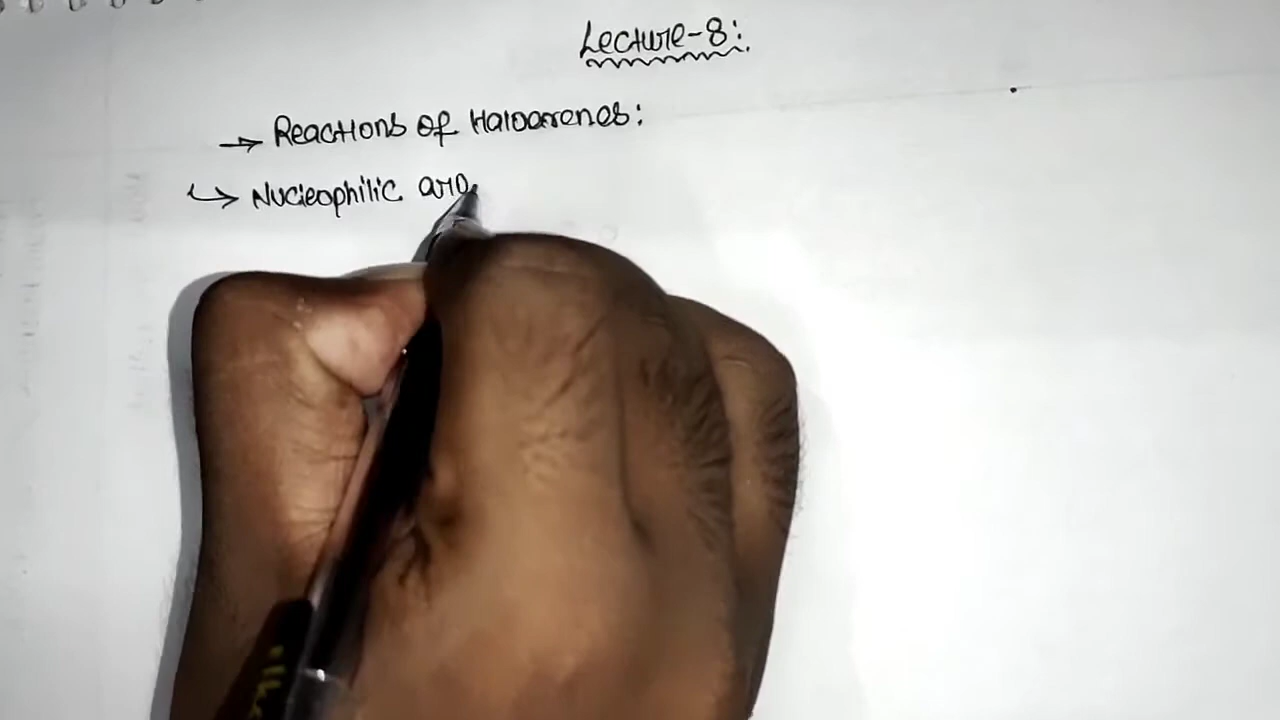 Lecture-8:
→ Reactions of Haloarenes:
↳ Nucleophilic aro